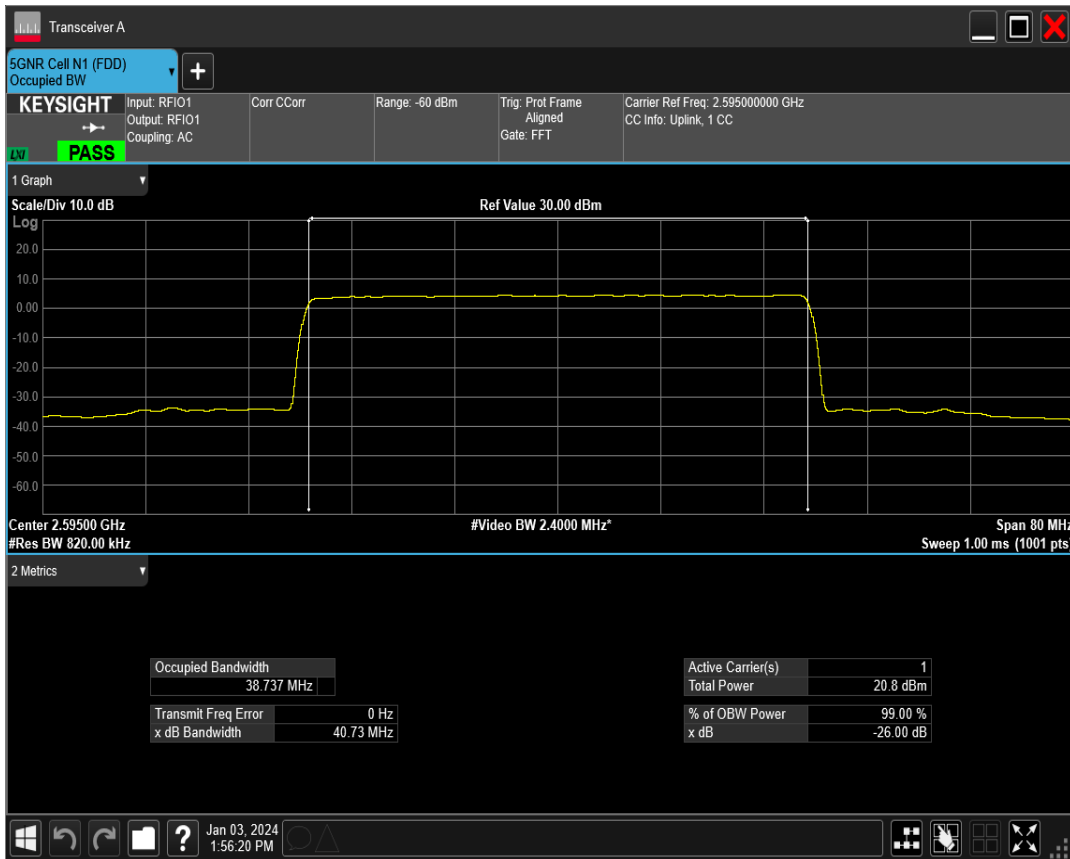 Transceiver A
5GNR Cell N1 (FDD)
Occupied BW
+
KEYSIGHT
LXI
PASS
Input: RFIO1
Output: RFIO1
Coupling: AC
Corr CCorr
Range: -60 dBm
Trig: Prot Frame
Aligned
Gate: FFT
Carrier Ref Freq: 2.595000000 GHz
CC Info: Uplink, 1 CC
1 Graph
Scale/Div 10.0 dB
Ref Value 30.00 dBm
Log
20.0
10.0
0.00
-10.0
-20.0
-30.0
-40.0
-50.0
-60.0
Center 2.59500 GHz
#Video BW 2.4000 MHz*
Span 80 MHz
#Res BW 820.00 kHz
Sweep 1.00 ms (1001 pts)
2 Metrics
Occupied Bandwidth
38.737 MHz
Transmit Freq Error 0 Hz
x dB Bandwidth 40.73 MHz
Active Carrier(s) 1
Total Power 20.8 dBm
% of OBW Power 99.00 %
x dB -26.00 dB
?
Jan 03, 2024
1:56:20 PM